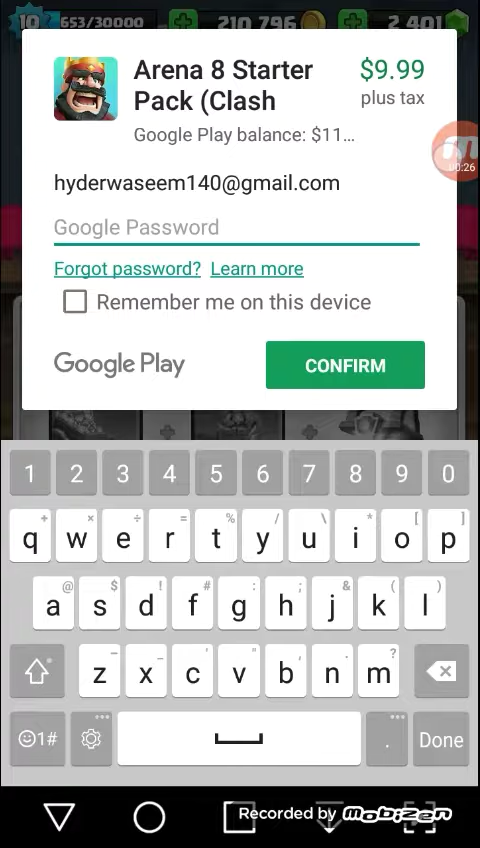 10 653/30000 210 796 2 401
Arena 8 Starter
Pack (Clash
$9.99
plus tax
Google Play balance: $11...
00:26
hyderwaseem140@gmail.com
Google Password
Forgot password? Learn more
Remember me on this device
Google Play
CONFIRM
1 2 3 4 5 6 7 8 9 0
+ × ÷ = % / \ * [ ]
q w e r t y u i o p
@ $ ! # : ; & ( )
a s d f g h j k l
z x c v b n m
?
1#
.
Done
Recorded by Mobizen